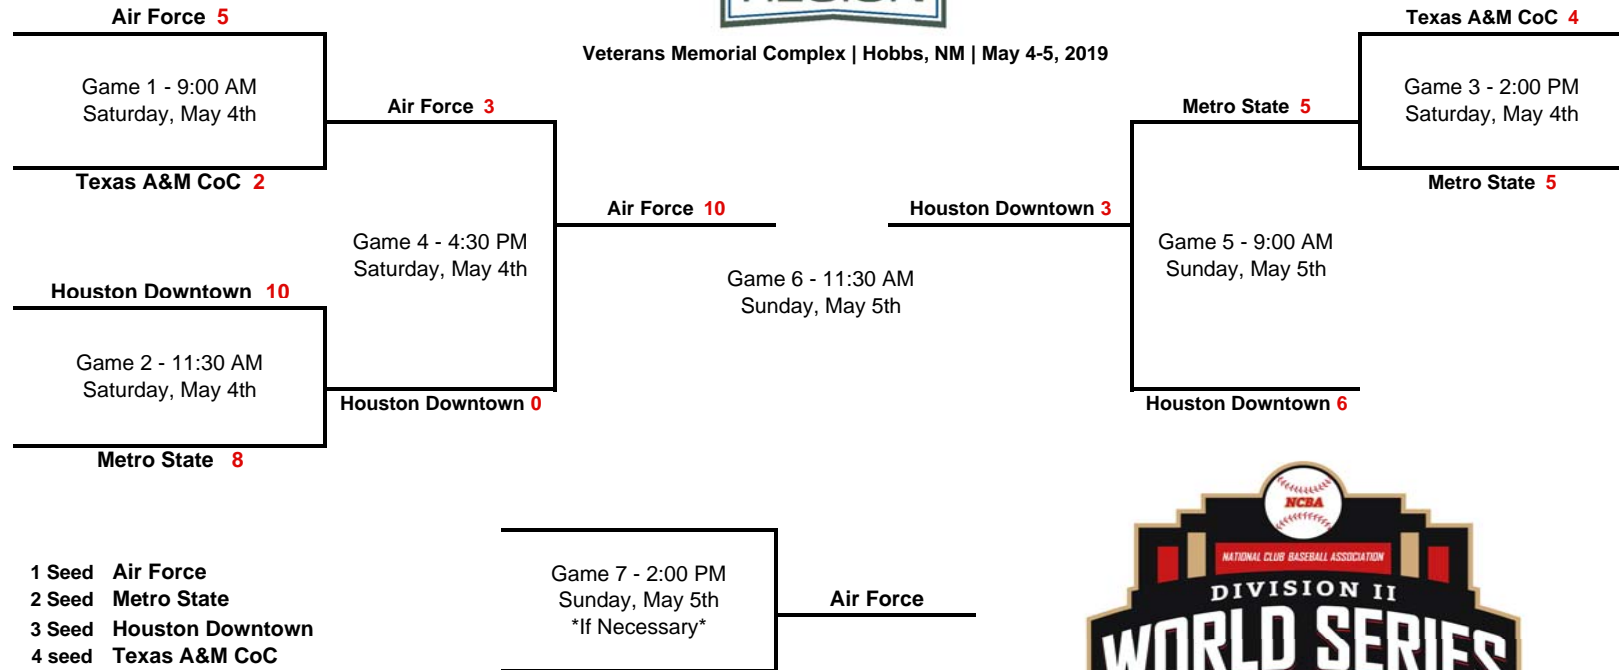 REGION
Veterans Memorial Complex | Hobbs, NM | May 4-5, 2019
Air Force 5
Game 1 - 9:00 AM
Saturday, May 4th
Texas A&M CoC 2
Air Force 3
Game 4 - 4:30 PM
Saturday, May 4th
Houston Downtown 0
Houston Downtown 10
Game 2 - 11:30 AM
Saturday, May 4th
Metro State 8
Air Force 10
Game 6 - 11:30 AM
Sunday, May 5th
Houston Downtown 3
Metro State 5
Game 5 - 9:00 AM
Sunday, May 5th
Houston Downtown 6
Texas A&M CoC 4
Game 3 - 2:00 PM
Saturday, May 4th
Metro State 5
1 Seed Air Force
2 Seed Metro State
3 Seed Houston Downtown
4 seed Texas A&M CoC
Game 7 - 2:00 PM
Sunday, May 5th
*If Necessary*
Air Force
NCBA
NATIONAL CLUB BASEBALL ASSOCIATION
DIVISION II
WORLD SERIES